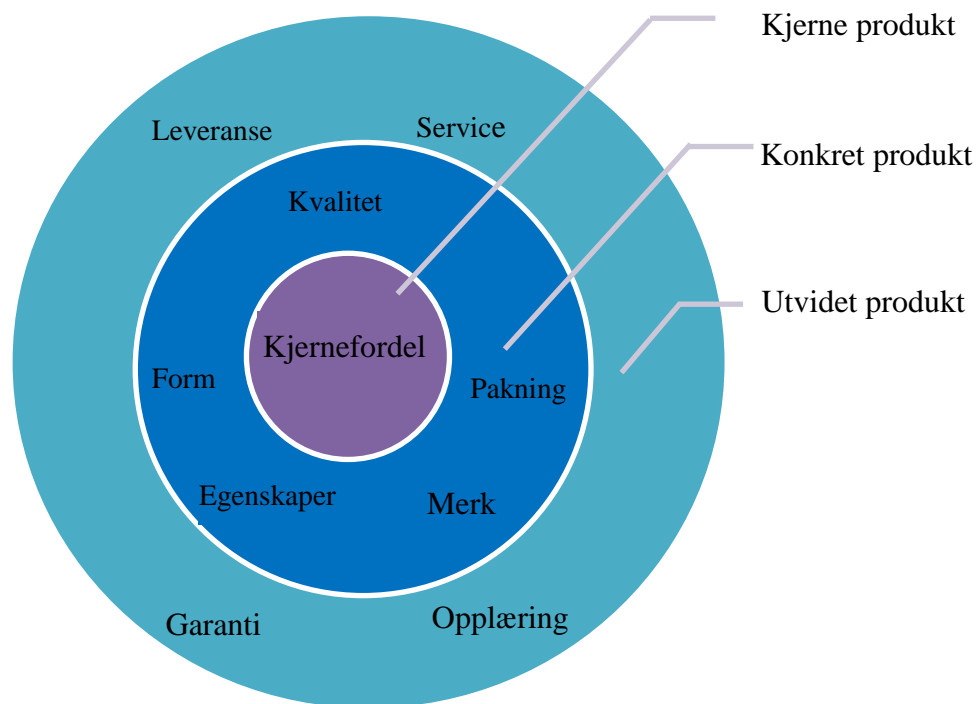 Kjerne produkt
Leveranse
Service
Konkret produkt
Kvalitet
Utvidet produkt
Kjernefordel
Form
Pakning
Egenskaper
Merk
Garanti
Opplæring